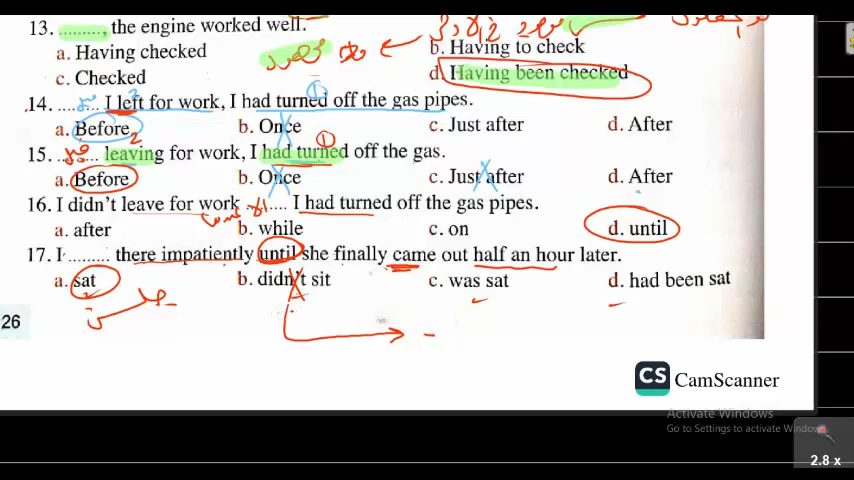 13. .........., the engine worked well.
a. Having checked
b. Having to check
c. Checked
d. Having been checked
14. .......... I left for work, I had turned off the gas pipes.
a. Before
b. Once
c. Just after
d. After
15. .......... leaving for work, I had turned off the gas.
a. Before
b. Once
c. Just after
d. After
16. I didn't leave for work .......... I had turned off the gas pipes.
a. after
b. while
c. on
d. until
17. I .......... there impatiently until she finally came out half an hour later.
a. sat
b. didn't sit
c. was sat
d. had been sat
26
CS CamScanner
Activate Windows
Go to Settings to activate Windows.
2.8 x